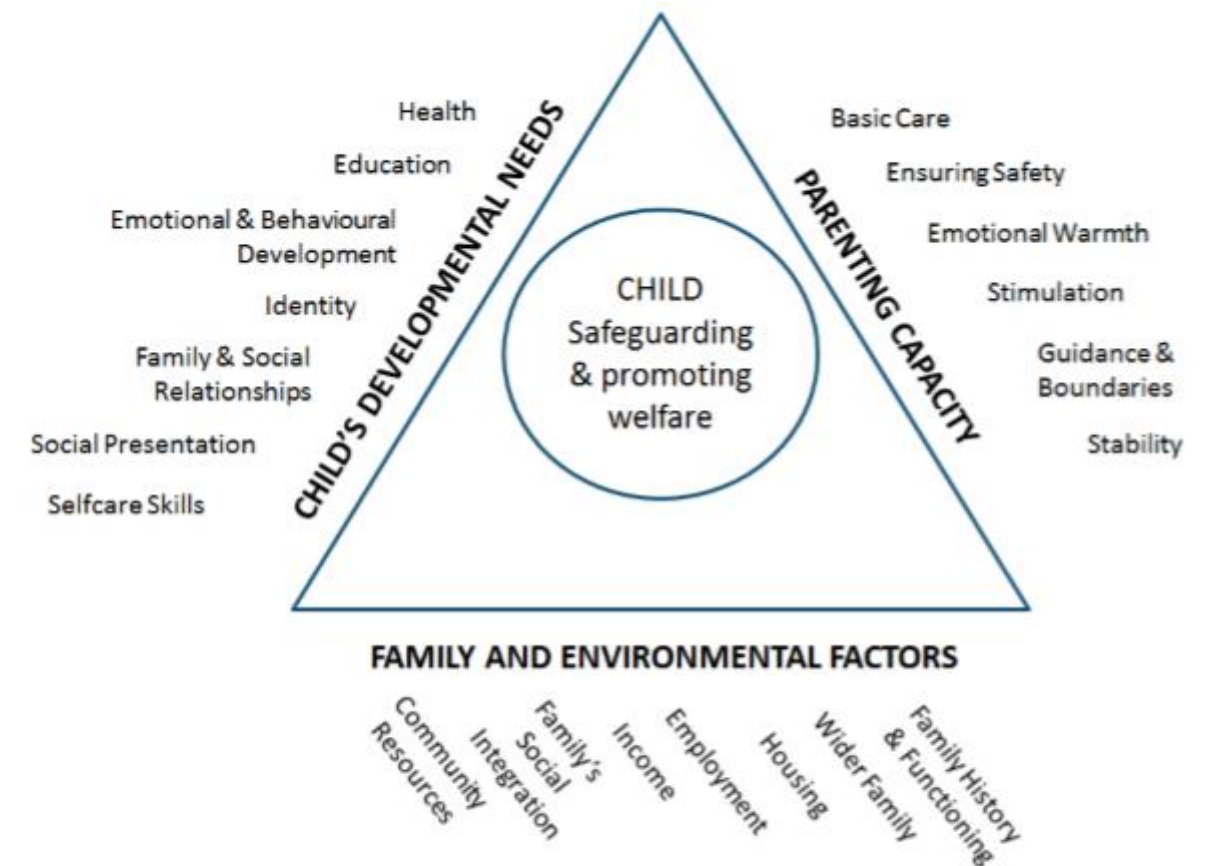 Health
Education
Emotional & Behavioural
Development
Identity
Family & Social
Relationships
Social Presentation
Selfcare Skills
CHILD'S DEVELOPMENTAL NEEDS
CHILD
Safeguarding
& promoting
welfare
PARENTING CAPACITY
Basic Care
Ensuring Safety
Emotional Warmth
Stimulation
Guidance &
Boundaries
Stability
FAMILY AND ENVIRONMENTAL FACTORS
Community
Resources
Family's
Social
Integration
Income
Employment
Housing
Wider Family
Family History
& Functioning